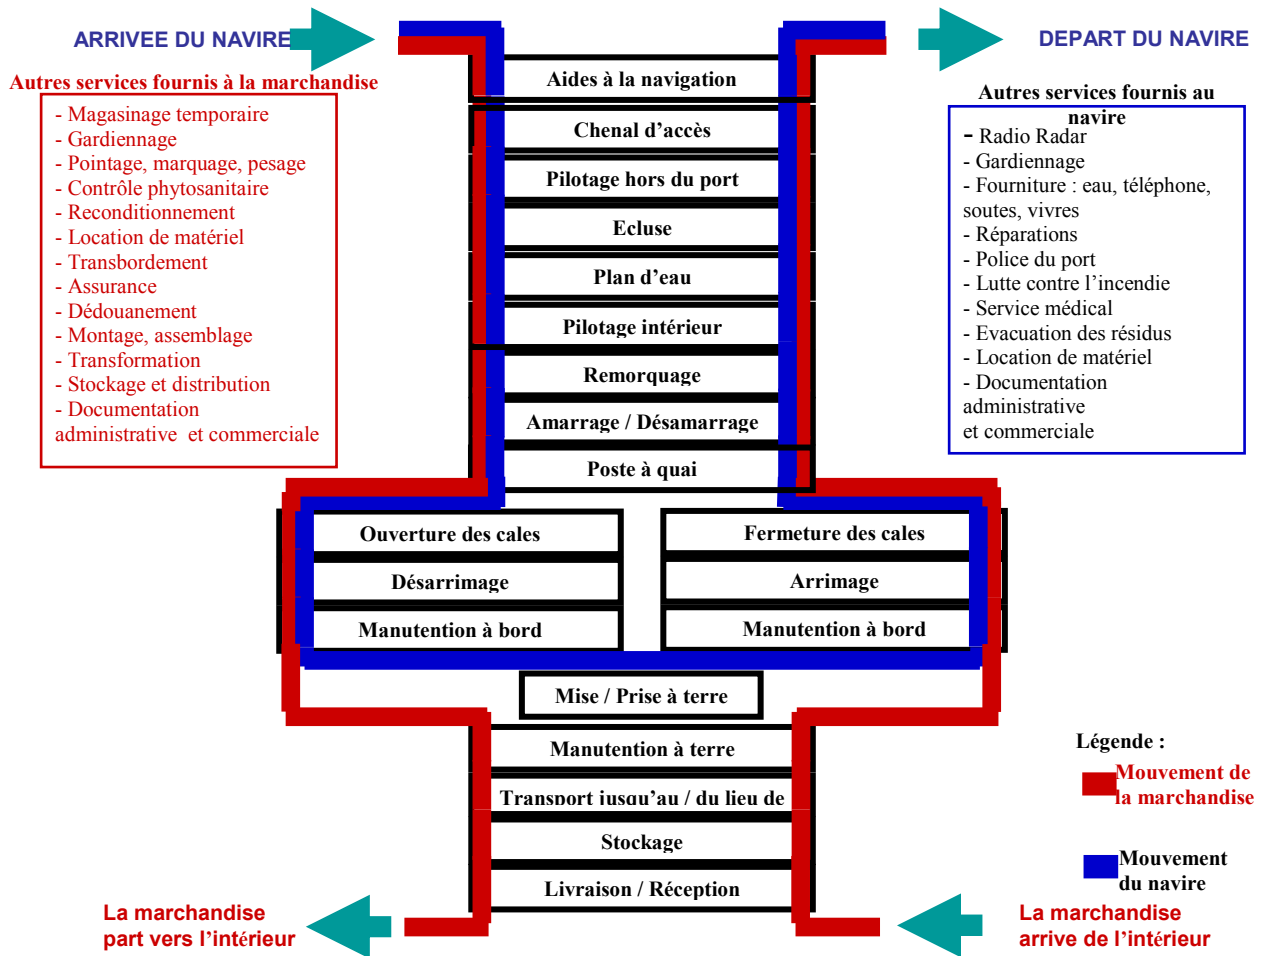 ARRIVEE DU NAVIRE
DEPART DU NAVIRE
Autres services fournis à la marchandise
- Magasinage temporaire
- Gardiennage
- Pointage, marquage, pesage
- Contrôle phytosanitaire
- Reconditionnement
- Location de matériel
- Transbordement
- Assurance
- Dédouanement
- Montage, assemblage
- Transformation
- Stockage et distribution
- Documentation
administrative et commerciale
Aides à la navigation
Chenal d’accès
Pilotage hors du port
Ecluse
Plan d’eau
Pilotage intérieur
Remorquage
Amarrage / Désamarrage
Poste à quai
Autres services fournis au
navire
- Radio Radar
- Gardiennage
- Fourniture : eau, téléphone,
soutes, vivres
- Réparations
- Police du port
- Lutte contre l’incendie
- Service médical
- Evacuation des résidus
- Location de matériel
- Documentation
administrative
et commerciale
Ouverture des cales
Désarrimage
Manutention à bord
Fermeture des cales
Arrimage
Manutention à bord
Mise / Prise à terre
Manutention à terre
Transport jusqu’au / du lieu de
Stockage
Livraison / Réception
Légende :
Mouvement de
la marchandise
Mouvement
du navire
La marchandise
part vers l’intérieur
La marchandise
arrive de l’intérieur